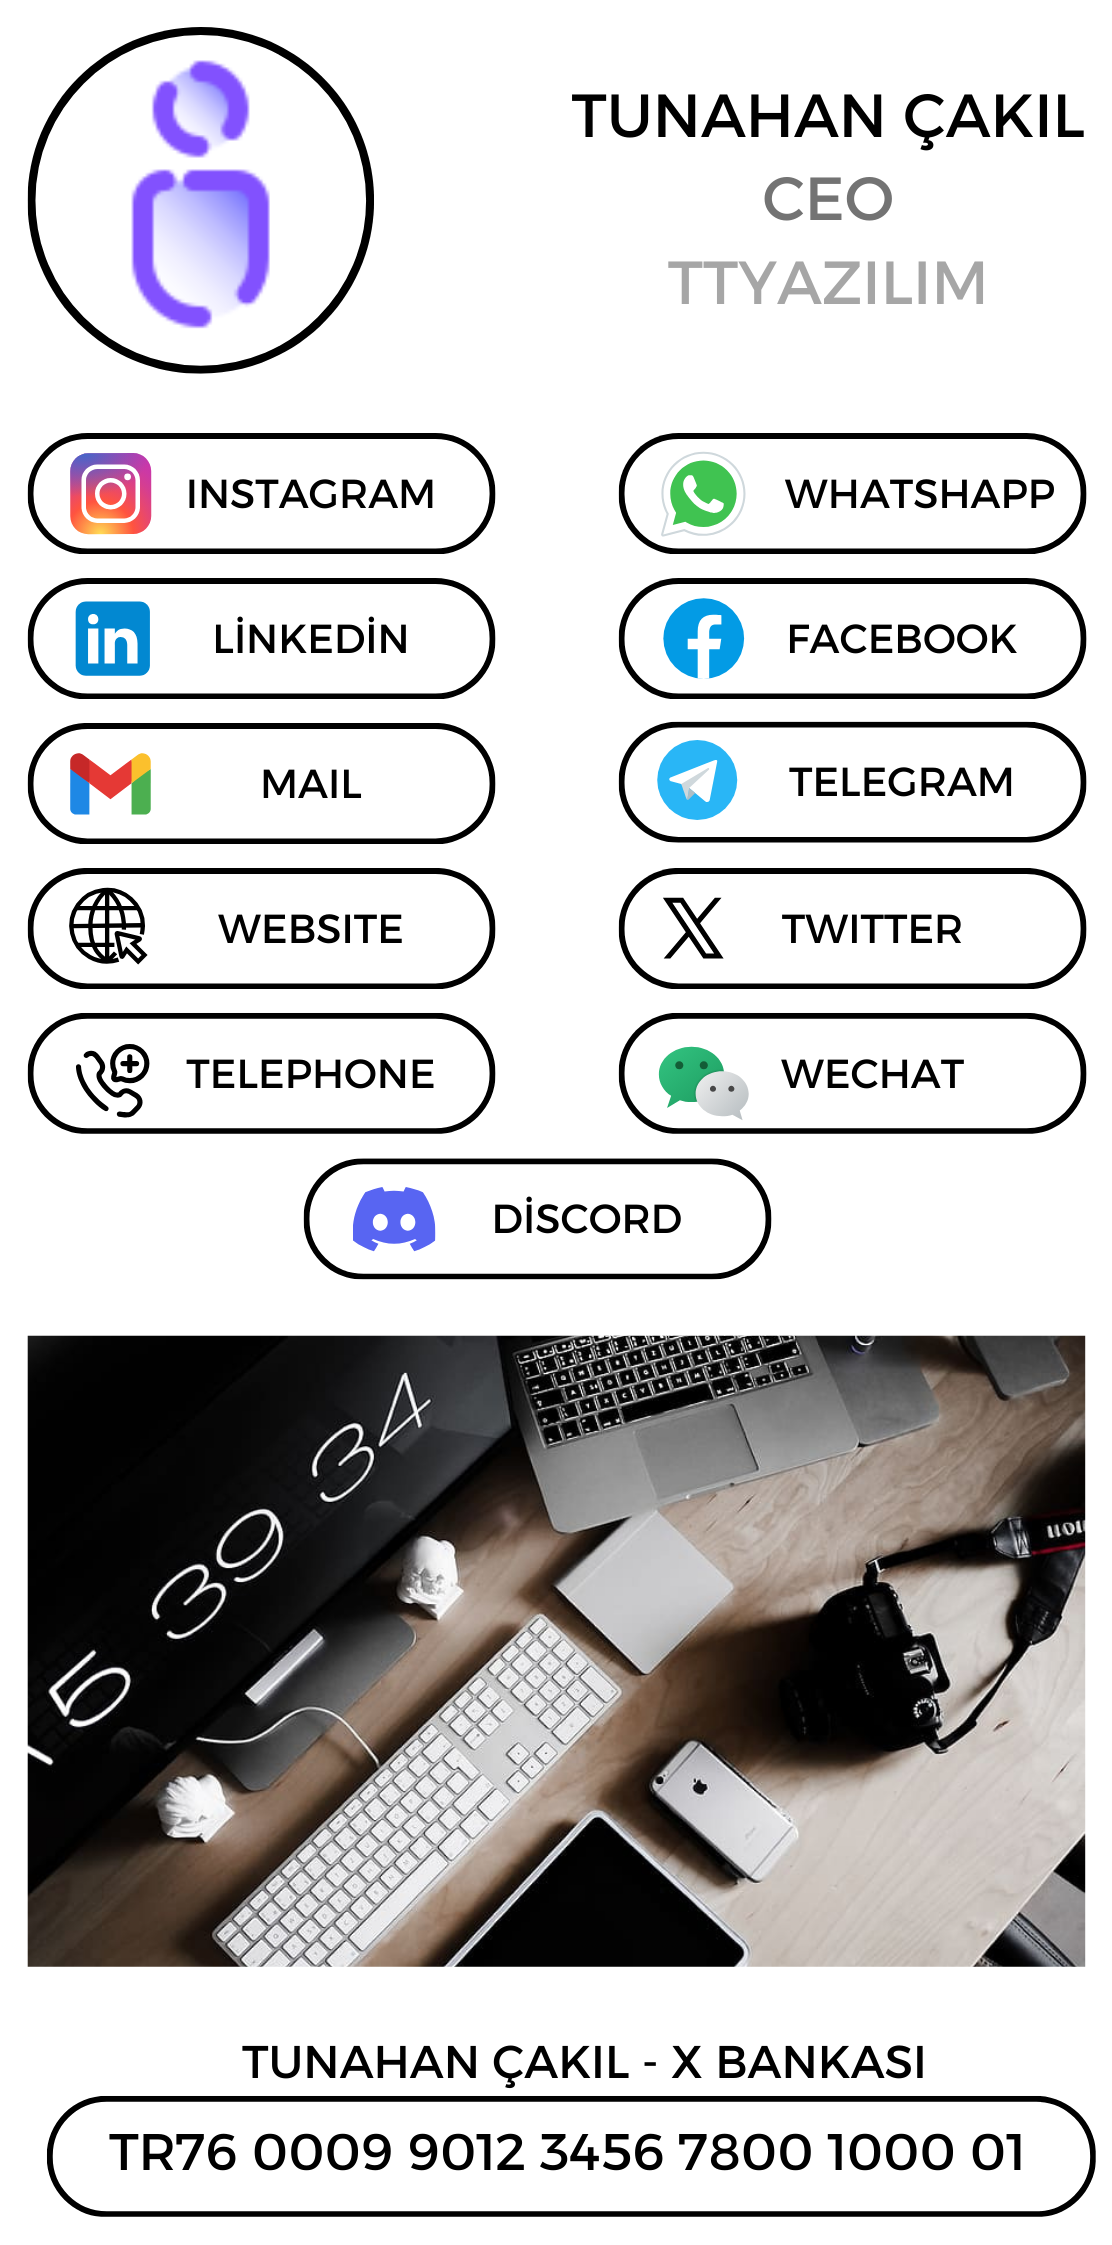 TUNAHAN ÇAKIL
CEO
TTYAZILIM
INSTAGRAM
WHATSHAPP
LİNKEDİN
FACEBOOK
MAIL
TELEGRAM
WEBSITE
TWITTER
TELEPHONE
WECHAT
DİSCORD
15 39 34
TUNAHAN ÇAKIL - X BANKASI
TR76 0009 9012 3456 7800 1000 01